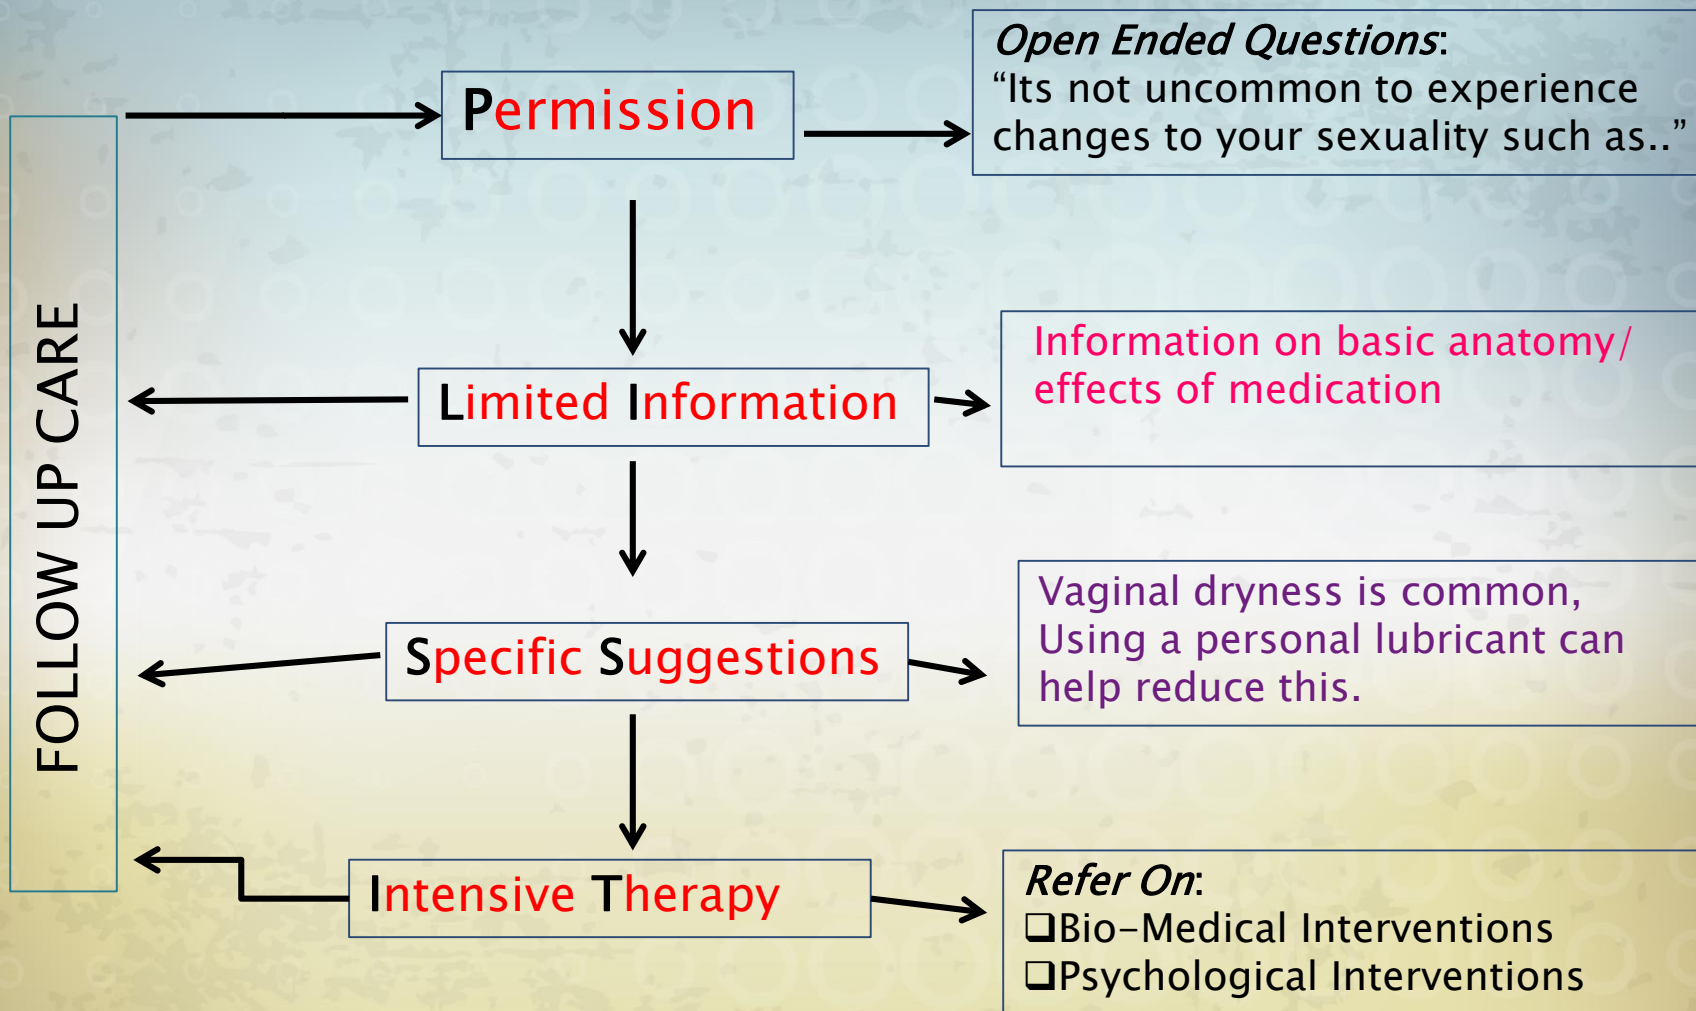 FOLLOW UP CARE
Permission
Open Ended Questions:
“Its not uncommon to experience
changes to your sexuality such as..”
Limited Information
Information on basic anatomy/
effects of medication
Specific Suggestions
Vaginal dryness is common,
Using a personal lubricant can
help reduce this.
Intensive Therapy
Refer On:
❑Bio-Medical Interventions
❑Psychological Interventions